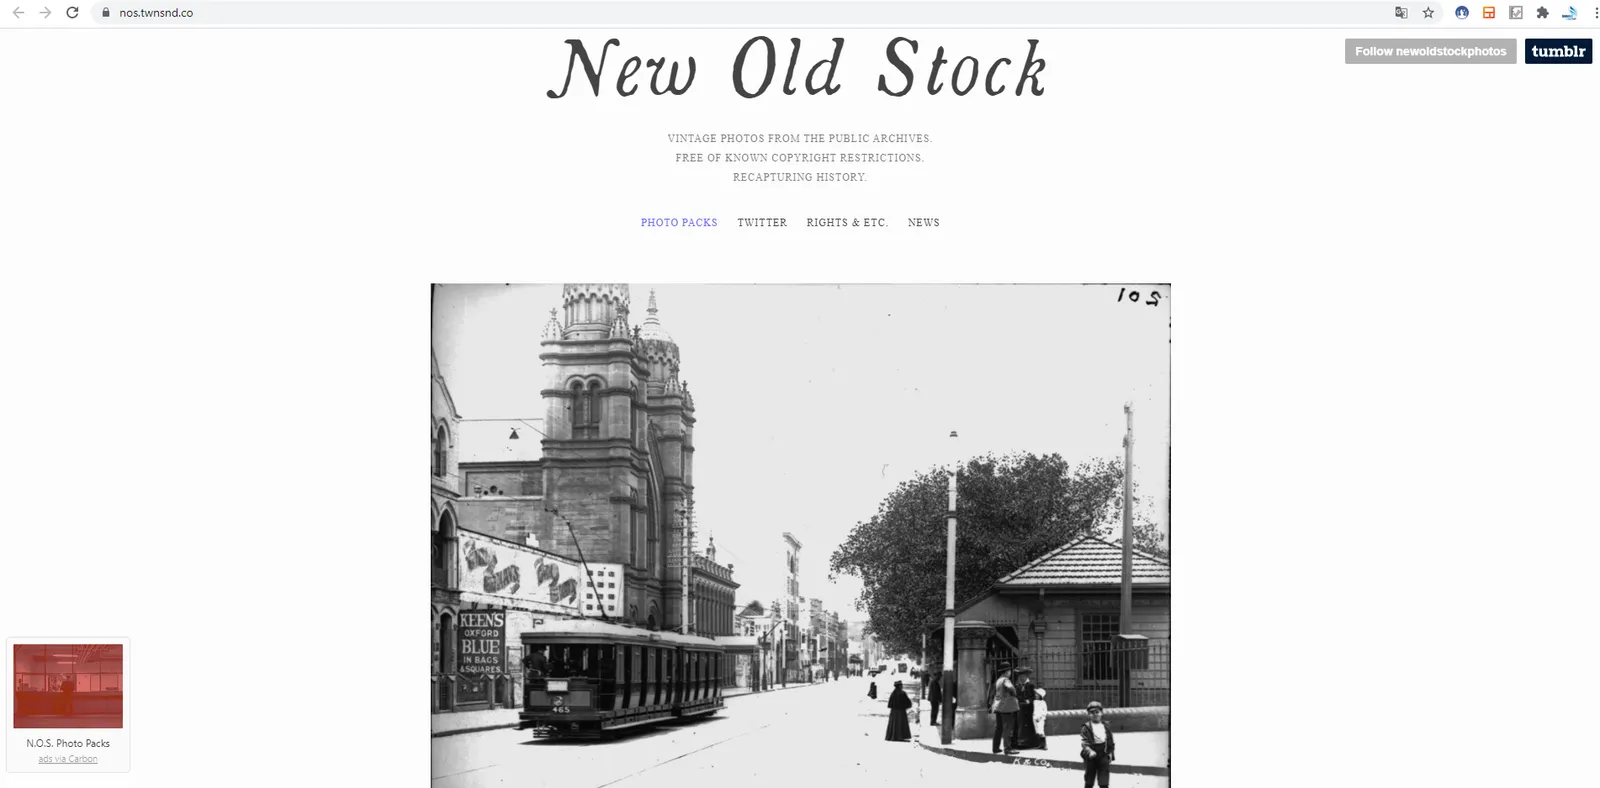 nos.twnsnd.co
New Old Stock
Follow newoldstockphotos
tumblr
VINTAGE PHOTOS FROM THE PUBLIC ARCHIVES.
FREE OF KNOWN COPYRIGHT RESTRICTIONS.
RECAPTURING HISTORY.
PHOTO PACKS TWITTER RIGHTS & ETC. NEWS
105
KEEN'S
OXFORD
BLUE
IN BAGS
& SQUARES.
465
K & Co.
N.O.S. Photo Packs
ads via Carbon